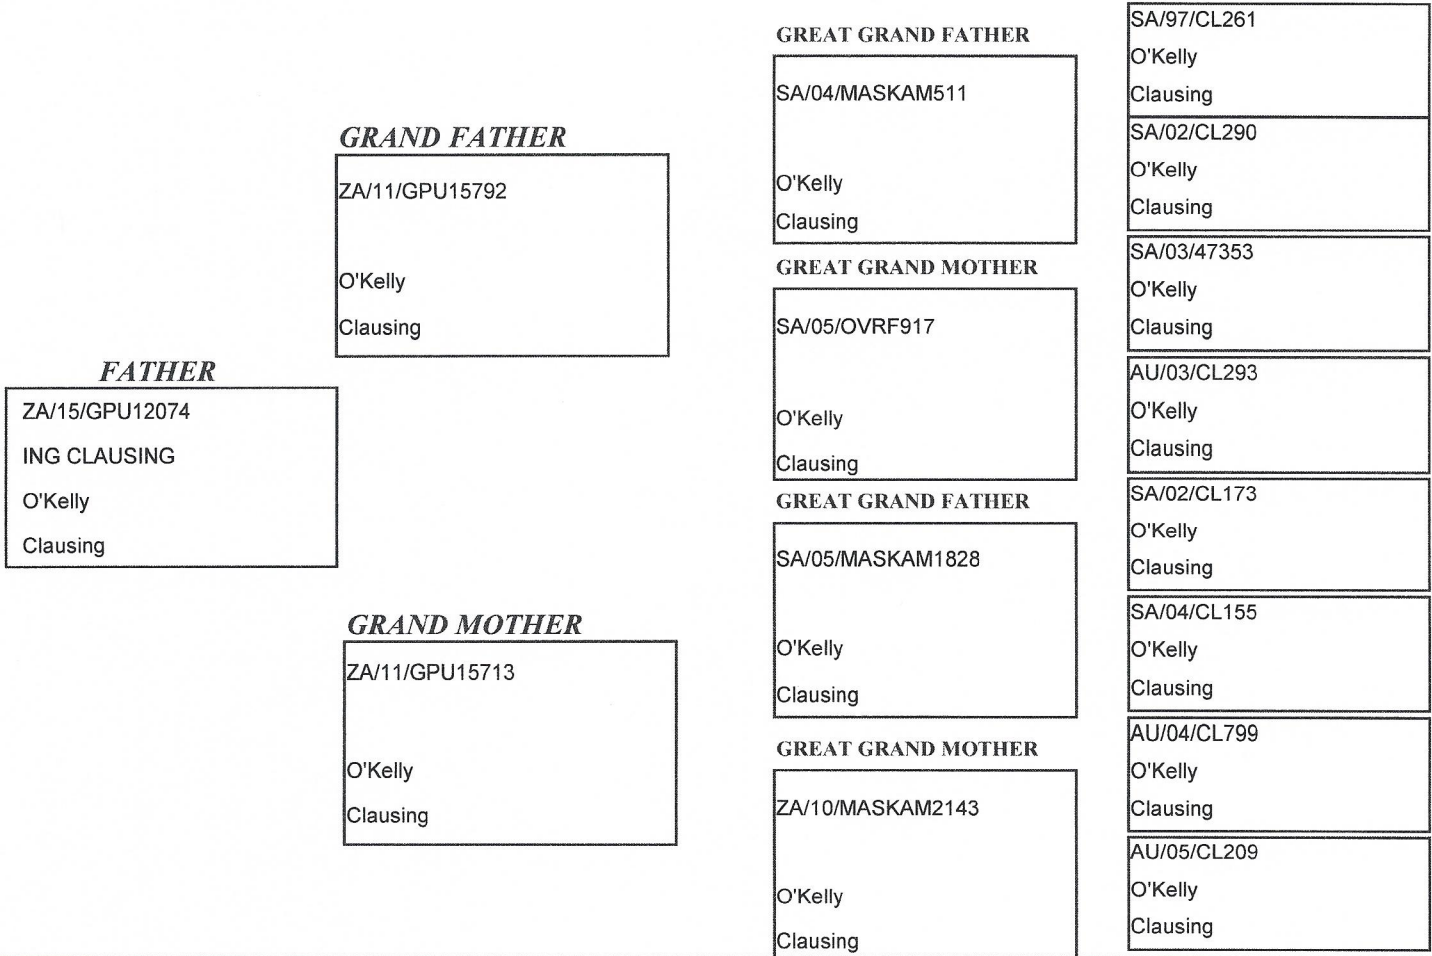 FATHER
ZA/15/GPU12074
ING CLAUSING
O'Kelly
Clausing
GRAND FATHER
ZA/11/GPU15792
O'Kelly
Clausing
GRAND MOTHER
ZA/11/GPU15713
O'Kelly
Clausing
GREAT GRAND FATHER
SA/04/MASKAM511
O'Kelly
Clausing
GREAT GRAND MOTHER
SA/05/OVRF917
O'Kelly
Clausing
GREAT GRAND FATHER
SA/05/MASKAM1828
O'Kelly
Clausing
GREAT GRAND MOTHER
ZA/10/MASKAM2143
O'Kelly
Clausing
SA/97/CL261
O'Kelly
Clausing
SA/02/CL290
O'Kelly
Clausing
SA/03/47353
O'Kelly
Clausing
AU/03/CL293
O'Kelly
Clausing
SA/02/CL173
O'Kelly
Clausing
SA/04/CL155
O'Kelly
Clausing
AU/04/CL799
O'Kelly
Clausing
AU/05/CL209
O'Kelly
Clausing